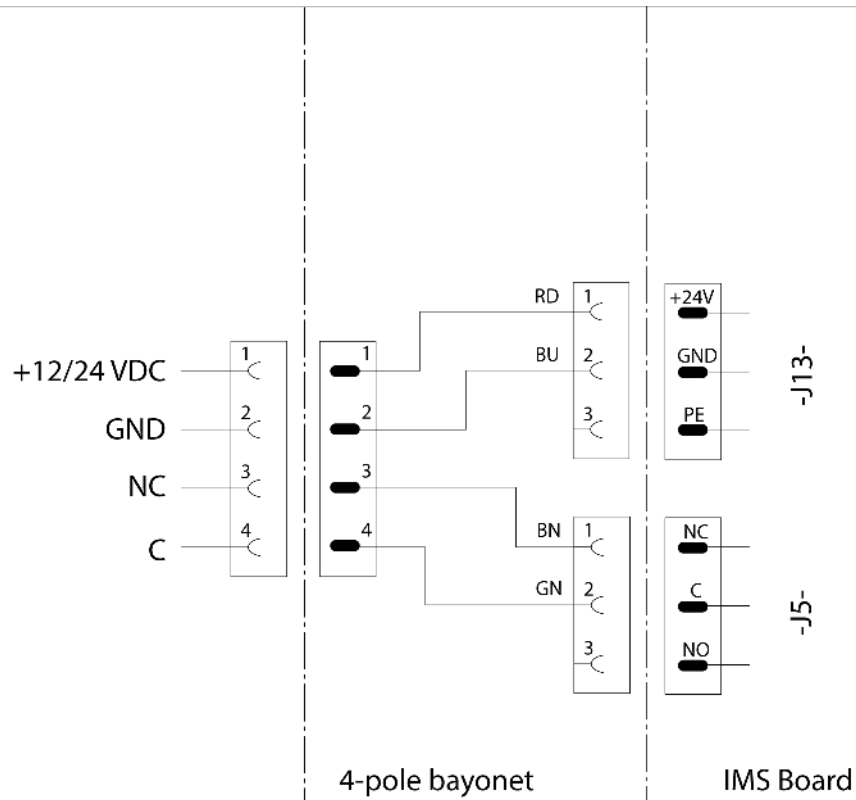 RD
1
+24V
BU
2
GND
3
PE
-J13-
+12/24 VDC
1
1
GND
2
2
NC
3
3
C
4
4
BN
1
NC
GN
2
C
3
NO
-J5-
4-pole bayonet
IMS Board